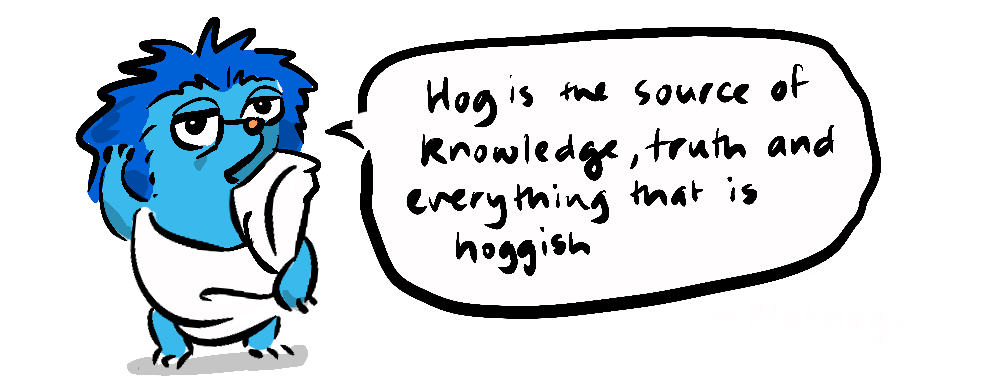 Hog is the source of
knowledge, truth and
everything that is
hoggish